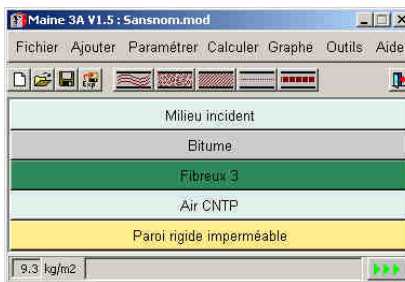 Maine 3A V1.5 : Sansnom.mod
Fichier Ajouter Paramétrer Calculer Graphe Outils Aide
Milieu incident
Bitume
Fibreux 3
Air CNTP
Paroi rigide imperméable
9.3 kg/m2